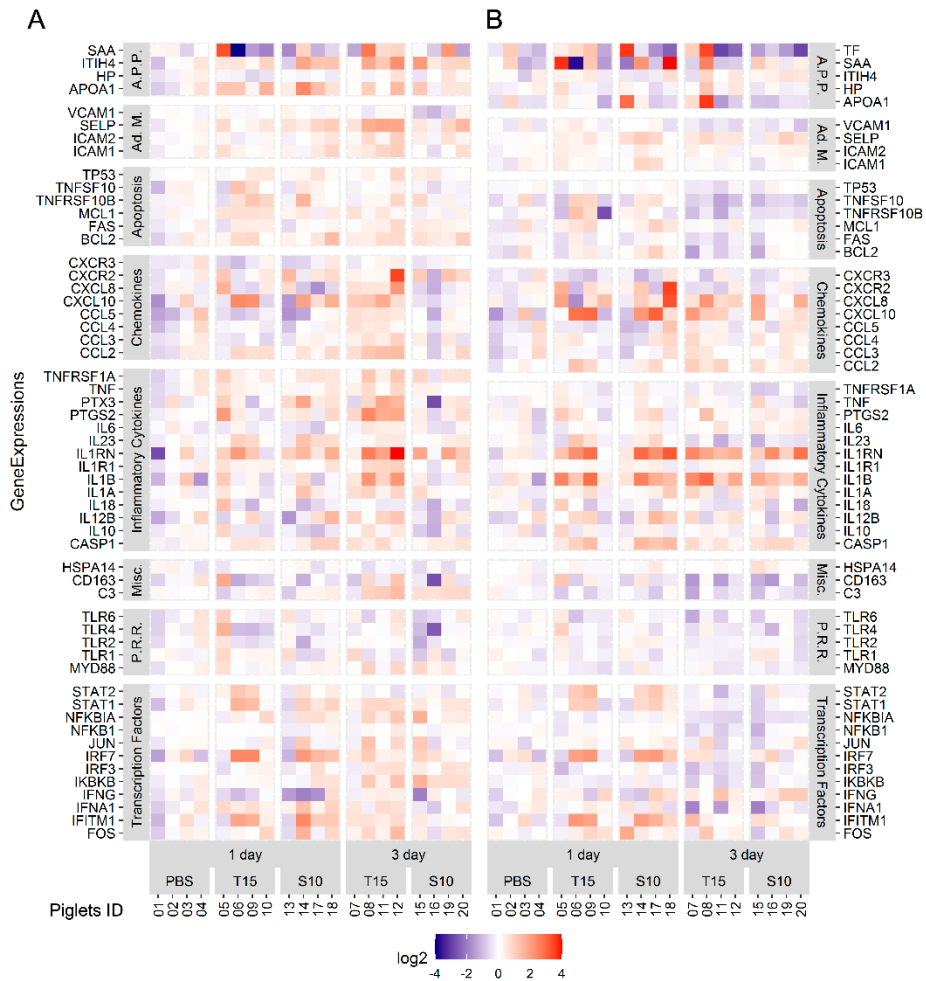 A
GeneExpressions
SAA
ITIH4
HP
APOA1
A.P.P.
VCAM1
SELP
ICAM2
ICAM1
Ad. M.
TP53
TNFSF10
TNFRSF10B
MCL1
FAS
BCL2
Apoptosis
CXCR3
CXCR2
CXCL8
CXCL10
CCL5
CCL4
CCL3
CCL2
Chemokines
TNFRSF1A
TNF
PTX3
PTGS2
IL6
IL23
IL1RN
IL1R1
IL1B
IL1A
IL18
IL12B
IL10
CASP1
Inflammatory Cytokines
HSPA14
CD163
C3
Misc.
TLR6
TLR4
TLR2
TLR1
MYD88
P.R.R.
STAT2
STAT1
NFKBIA
NFKB1
JUN
IRF7
IRF3
IKBKB
IFNG
IFNA1
IFITM1
FOS
Transcription Factors
1 day 3 day
PBS T15 S10 T15 S10
Piglets ID 01 02 03 04 05 06 09 10 13 14 17 18 07 08 11 12 15 16 19 20
B
TF
SAA
ITIH4
HP
APOA1
A.P.P.
VCAM1
SELP
ICAM2
ICAM1
Ad. M.
TP53
TNFSF10
TNFRSF10B
MCL1
FAS
BCL2
Apoptosis
CXCR3
CXCR2
CXCL8
CXCL10
CCL5
CCL4
CCL3
CCL2
Chemokines
TNFRSF1A
TNF
PTGS2
IL6
IL23
IL1RN
IL1R1
IL1B
IL1A
IL18
IL12B
IL10
CASP1
Inflammatory Cytokines
HSPA14
CD163
C3
Misc.
TLR6
TLR4
TLR2
TLR1
MYD88
P.R.R.
STAT2
STAT1
NFKBIA
NFKB1
JUN
IRF7
IRF3
IKBKB
IFNG
IFNA1
IFITM1
FOS
Transcription Factors
1 day 3 day
PBS T15 S10 T15 S10
01 02 03 04 05 06 09 10 13 14 17 18 07 08 11 12 15 16 19 20
log2
-4 -2 0 2 4